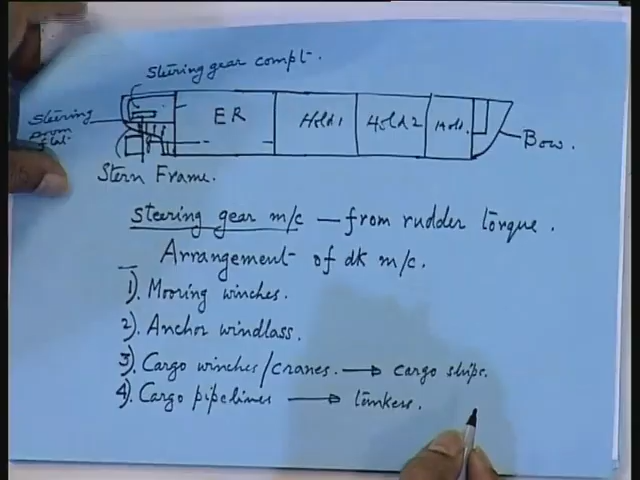 Steering gear compt.
Steering
flat
ER
Hold 1
Hold 2
Hold.
Bow.
Stern Frame.
Steering gear m/c — from rudder torque.
Arrangement of dk m/c.
1). Mooring winches.
2). Anchor windlass.
3). Cargo winches/cranes. → cargo ships.
4). Cargo pipelines → tankers.